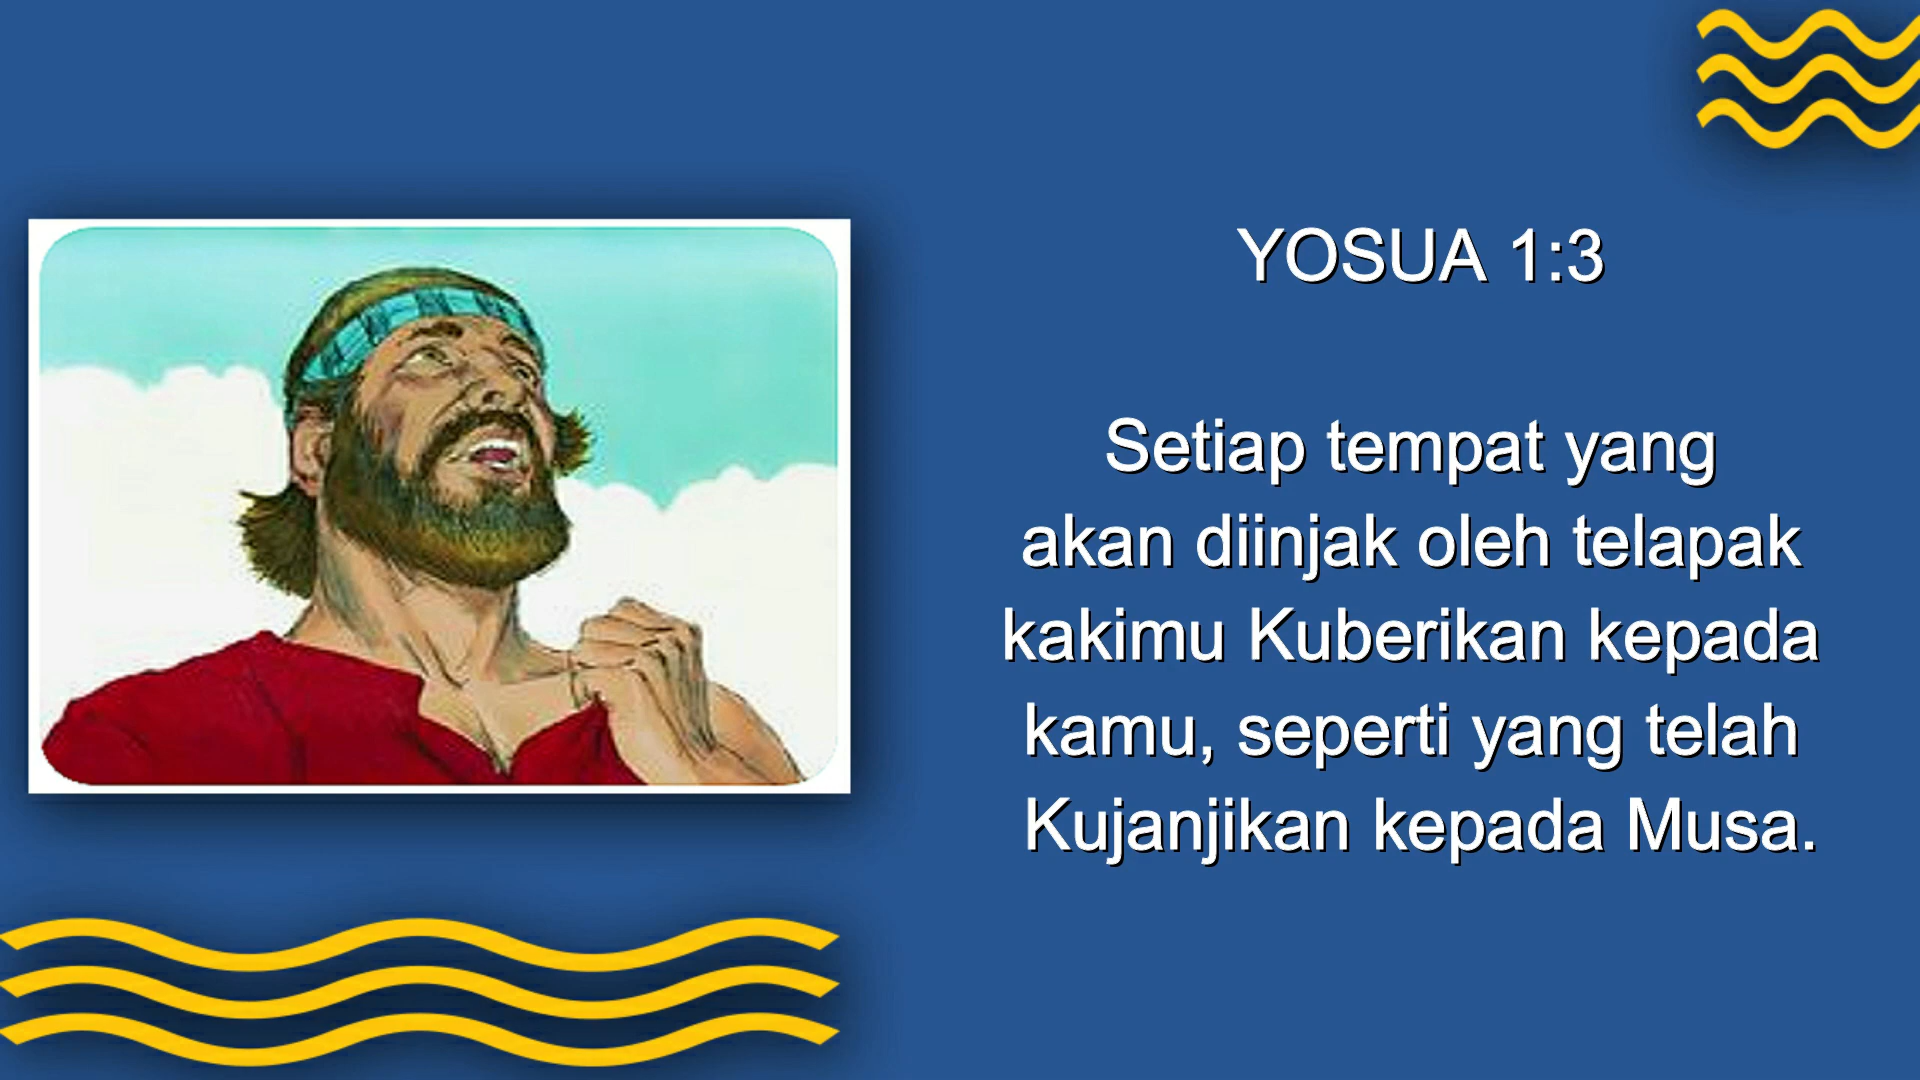 YOSUA 1:3
Setiap tempat yang
akan diinjak oleh telapak
kakimu Kuberikan kepada
kamu, seperti yang telah
Kujanjikan kepada Musa.